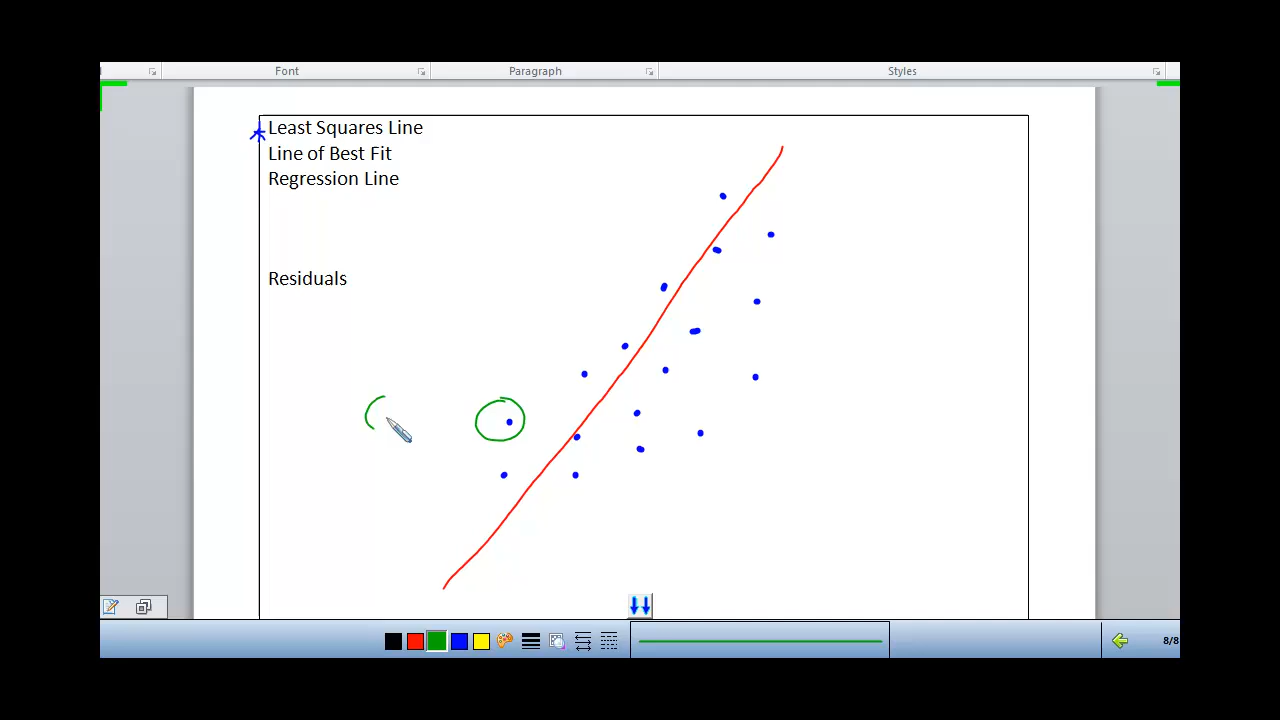 Font Paragraph Styles
Least Squares Line
Line of Best Fit
Regression Line
Residuals
8/8